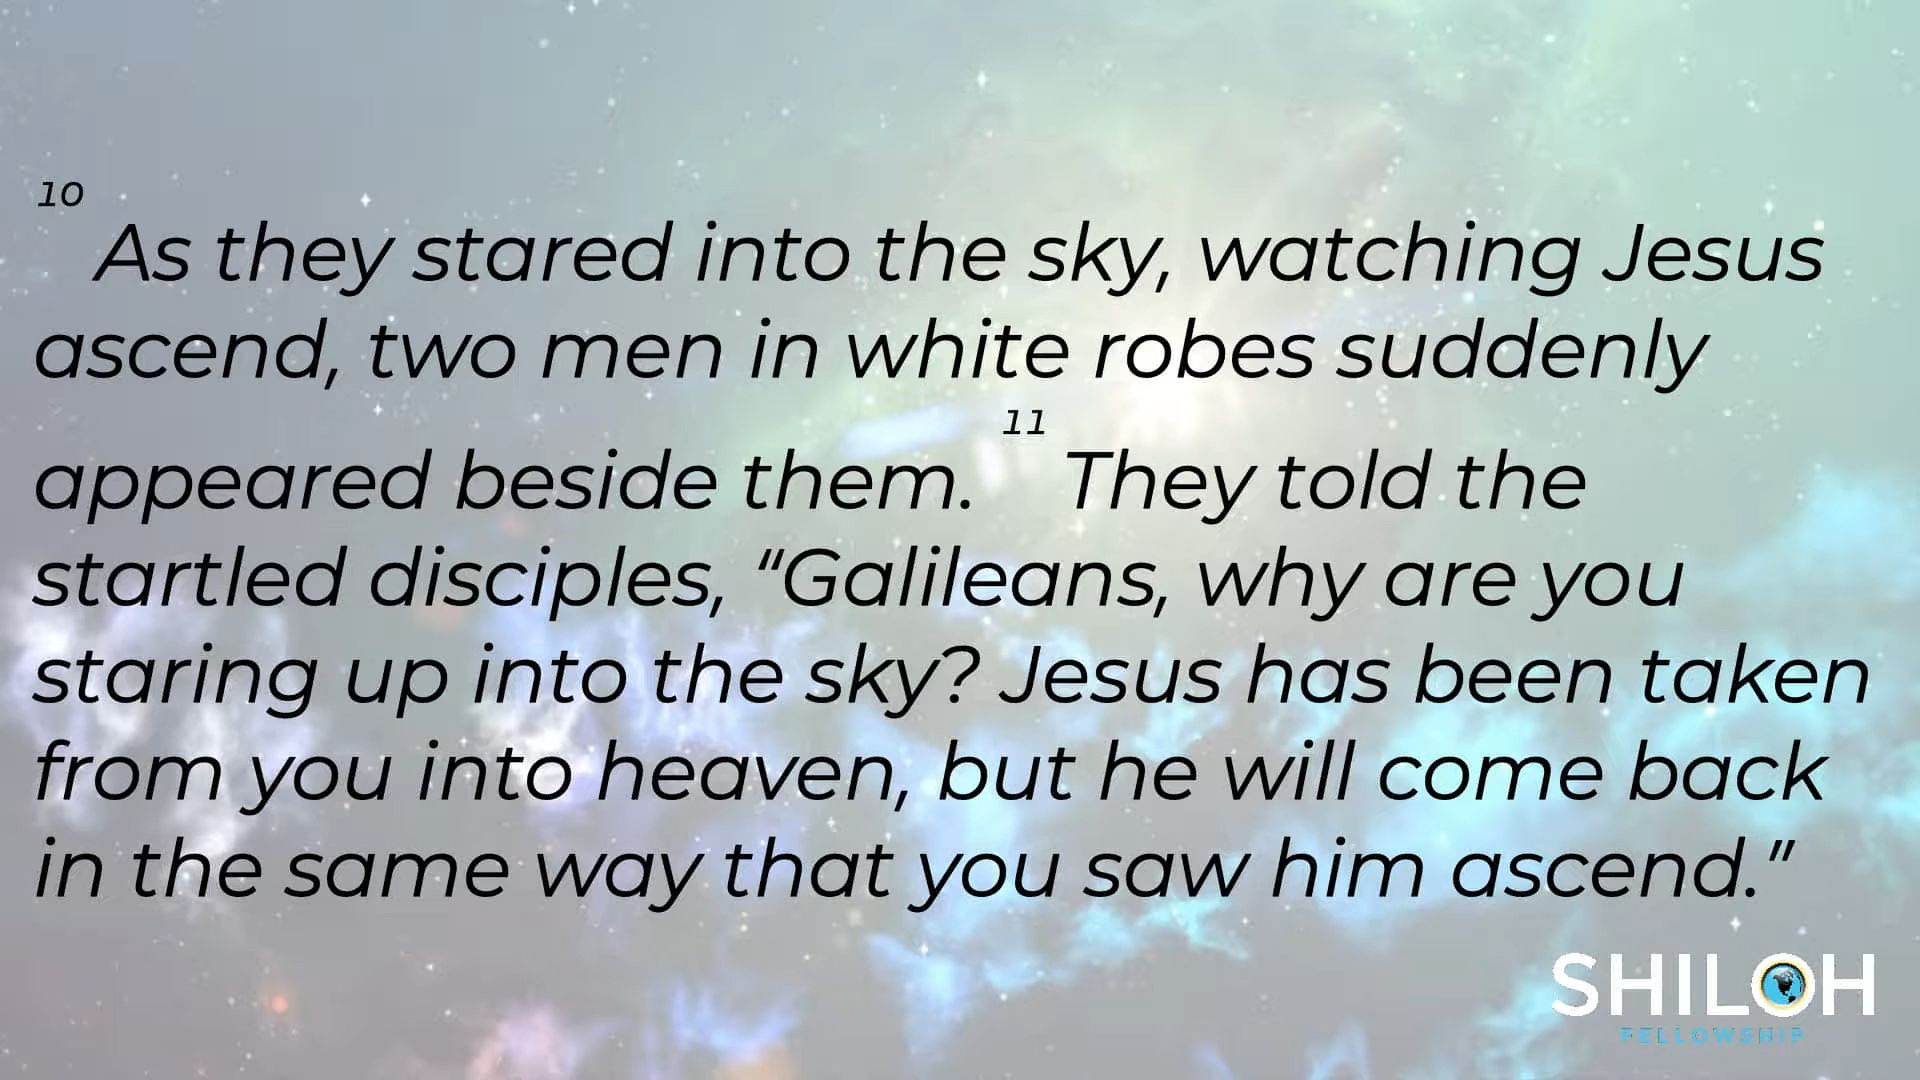 10 As they stared into the sky, watching Jesus
ascend, two men in white robes suddenly
appeared beside them. 11 They told the
startled disciples, “Galileans, why are you
staring up into the sky? Jesus has been taken
from you into heaven, but he will come back
in the same way that you saw him ascend.”
SHILOH
FELLOWSHIP